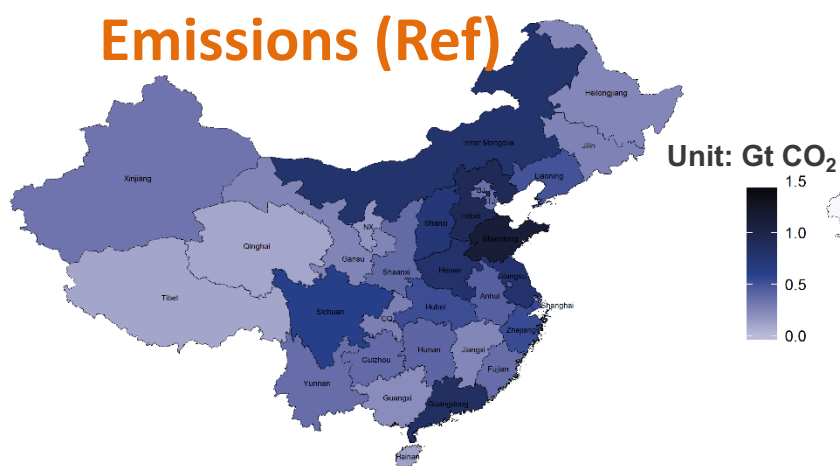 Emissions (Ref)
Heilongjiang
Jilin
Unit: Gt CO₂
Inner Mongolia
Liaoning
Xinjiang
1.5
BJ
TJ
Hebei
Shanxi
1.0
NX
Shandong
Qinghai
Gansu
Henan
Jiangsu
0.5
Shaanxi
Tibet
Anhui
Shanghai
Sichuan
Hubei
CQ
Zhejiang
0.0
Hunan
Jiangxi
Guizhou
Fujian
Yunnan
Guangxi
Guangdong
Hainan